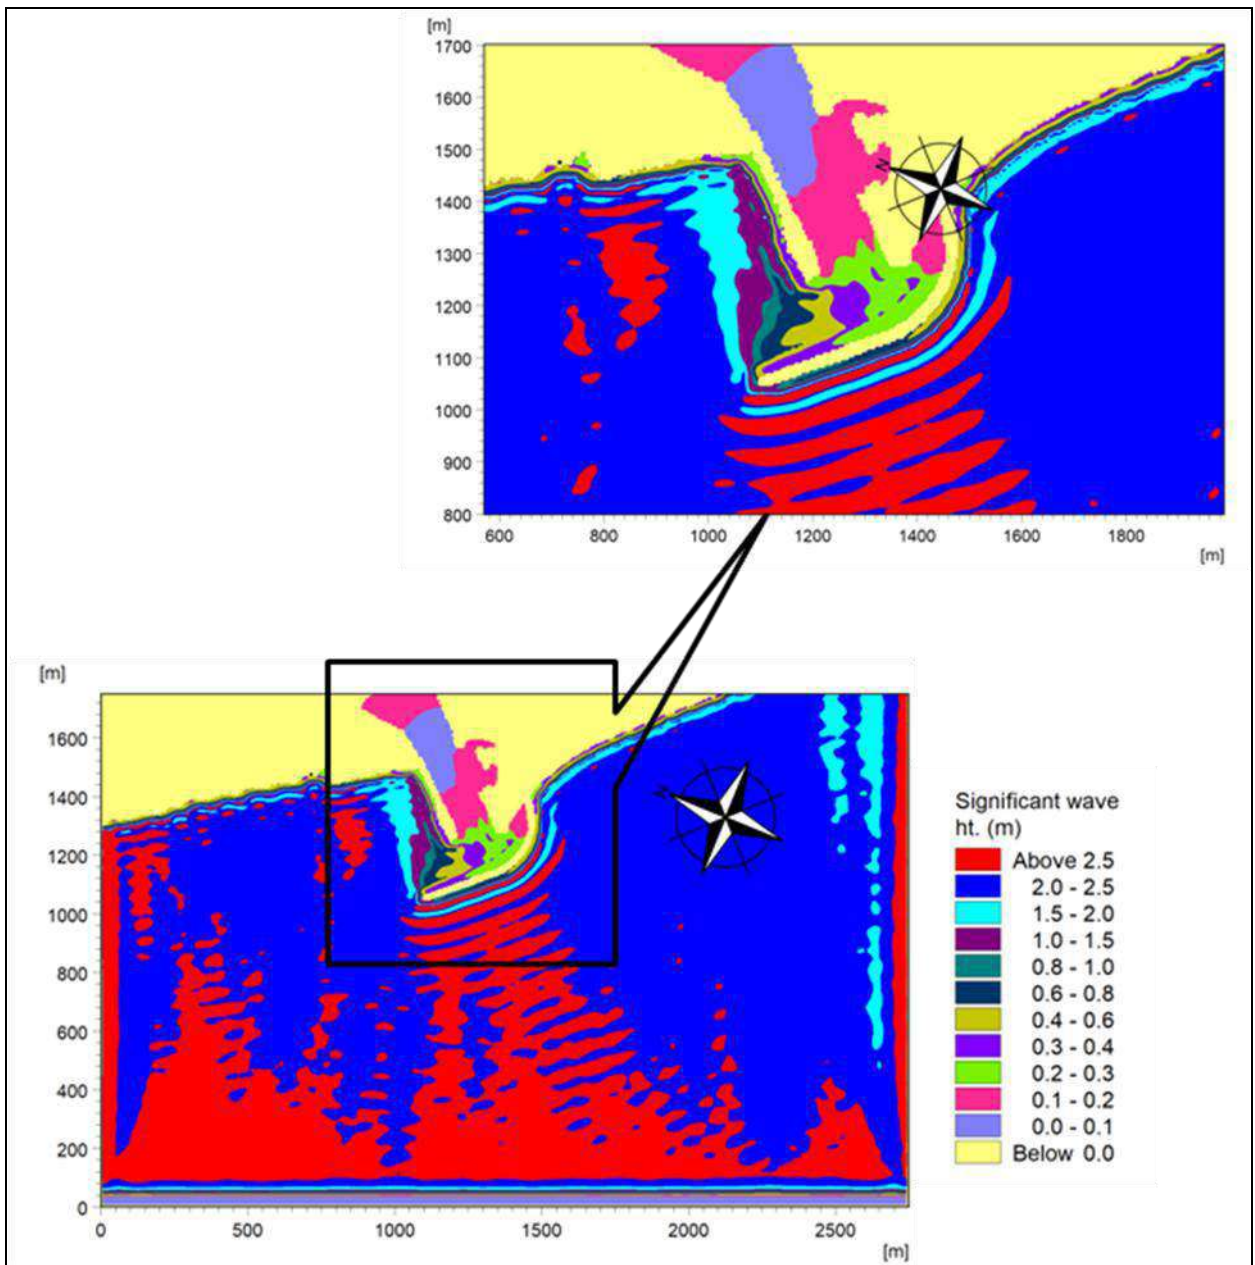 [m]
1700
1600
1500
1400
1300
1200
1100
1000
900
800
600 800 1000 1200 1400 1600 1800
[m]
N
[m]
1600
1400
1200
1000
800
600
400
200
0
0 500 1000 1500 2000 2500
[m]
N
Significant wave
ht. (m)
Above 2.5
2.0 - 2.5
1.5 - 2.0
1.0 - 1.5
0.8 - 1.0
0.6 - 0.8
0.4 - 0.6
0.3 - 0.4
0.2 - 0.3
0.1 - 0.2
0.0 - 0.1
Below 0.0